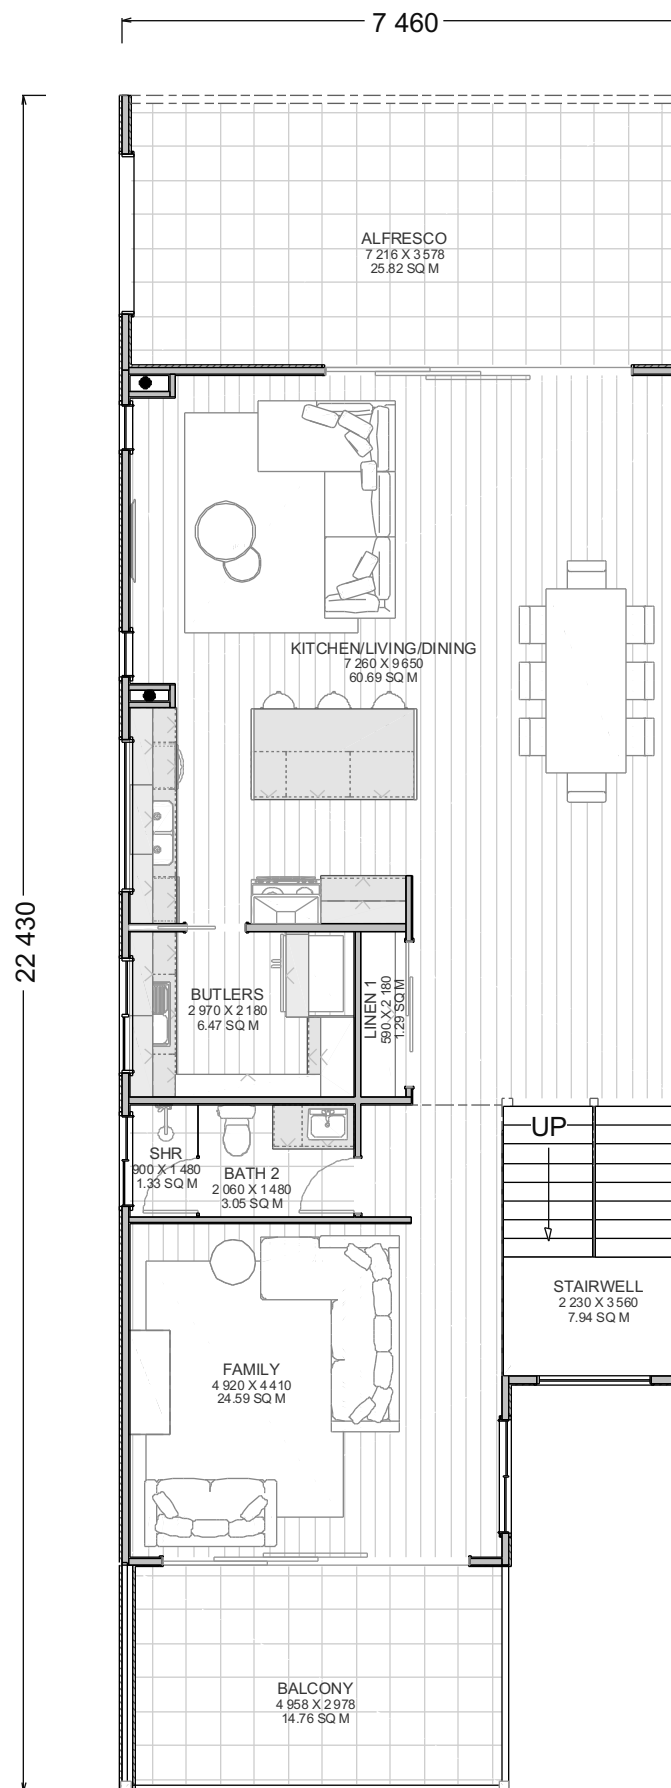 7 460
ALFRESCO
7 216 X 3 578
25.82 SQ M
KITCHEN/LIVING/DINING
7 260 X 9 650
60.69 SQ M
22 430
BUTLERS
2 970 X 2 180
6.47 SQ M
LINEN 1
590 X 2 180
1.29 SQ M
UP
SHR
900 X 1 480
1.33 SQ M
BATH 2
2 060 X 1 480
3.05 SQ M
STAIRWELL
2 230 X 3 560
7.94 SQ M
FAMILY
4 920 X 4 410
24.59 SQ M
BALCONY
4 958 X 2 978
14.76 SQ M